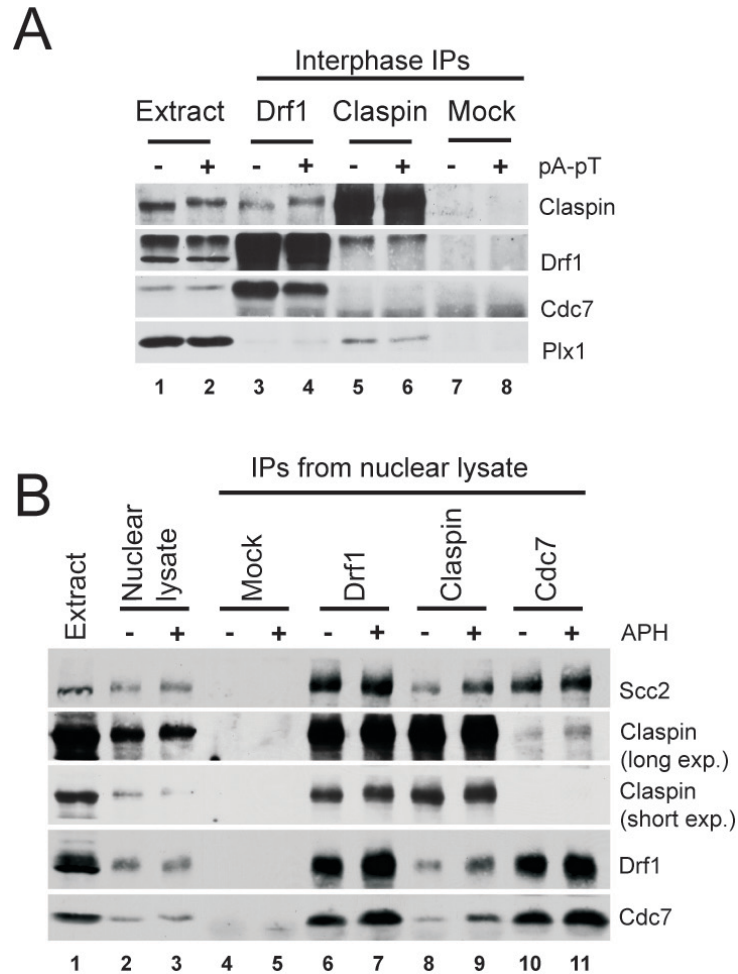 A
Interphase IPs
Extract Drf1 Claspin Mock
- + - + - + - + pA-pT
Claspin
Drf1
Cdc7
Plx1
1 2 3 4 5 6 7 8
B
IPs from nuclear lysate
Extract
Nuclear
lysate
Mock
Drf1
Claspin
Cdc7
- + - + - + - + - + APH
Scc2
Claspin
(long exp.)
Claspin
(short exp.)
Drf1
Cdc7
1 2 3 4 5 6 7 8 9 10 11